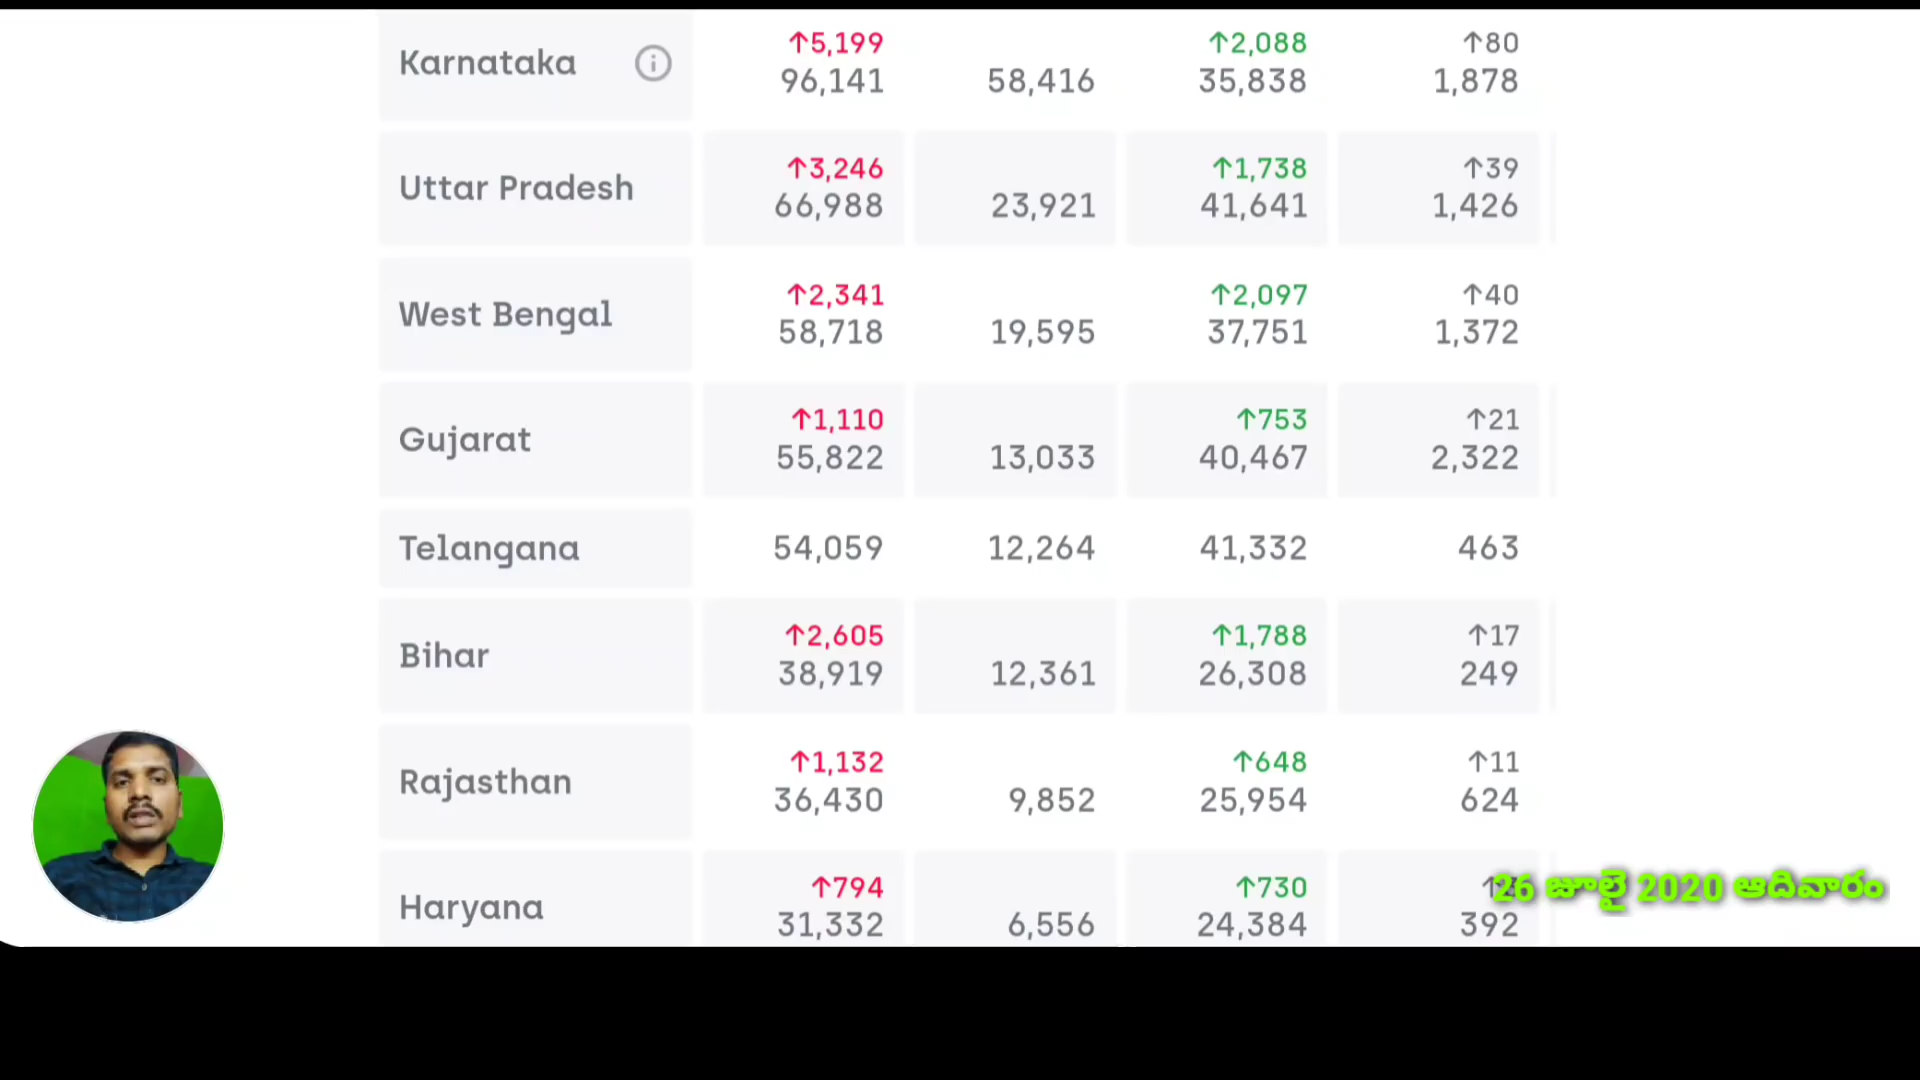 Karnataka ↑5,199 ↑2,088 ↑80
96,141 58,416 35,838 1,878
Uttar Pradesh ↑3,246 ↑1,738 ↑39
66,988 23,921 41,641 1,426
West Bengal ↑2,341 ↑2,097 ↑40
58,718 19,595 37,751 1,372
Gujarat ↑1,110 ↑753 ↑21
55,822 13,033 40,467 2,322
Telangana 54,059 12,264 41,332 463
Bihar ↑2,605 ↑1,788 ↑17
38,919 12,361 26,308 249
Rajasthan ↑1,132 ↑648 ↑11
36,430 9,852 25,954 624
Haryana ↑794 ↑730
31,332 6,556 24,384 392
26 జూలై 2020 ఆదివారం